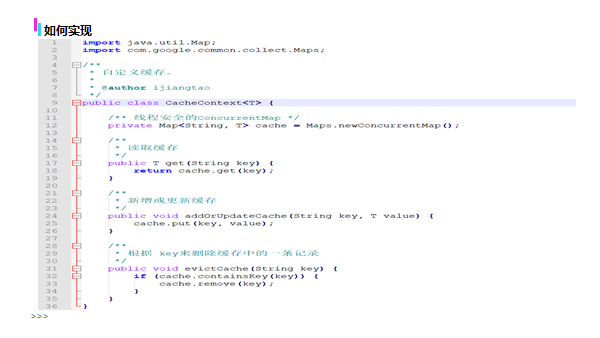 如何实现
1 import java.util.Map;
2 import com.google.common.collect.Maps;
3
4 /**
5 * 自定义缓存。
6 *
7 * @author ijiangtao
8 */
9 public class CacheContext<T> {
10
11 /** 线程安全的ConcurrentMap */
12 private Map<String, T> cache = Maps.newConcurrentMap();
13
14 /**
15 * 读取缓存
16 */
17 public T get(String key) {
18 return cache.get(key);
19 }
20
21 /**
22 * 新增或更新缓存
23 */
24 public void addOrUpdateCache(String key, T value) {
25 cache.put(key, value);
26 }
27
28 /**
29 * 根据 key来删除缓存中的一条记录
30 */
31 public void evictCache(String key) {
32 if (cache.containsKey(key)) {
33 cache.remove(key);
34 }
35 }
36 }
>>>